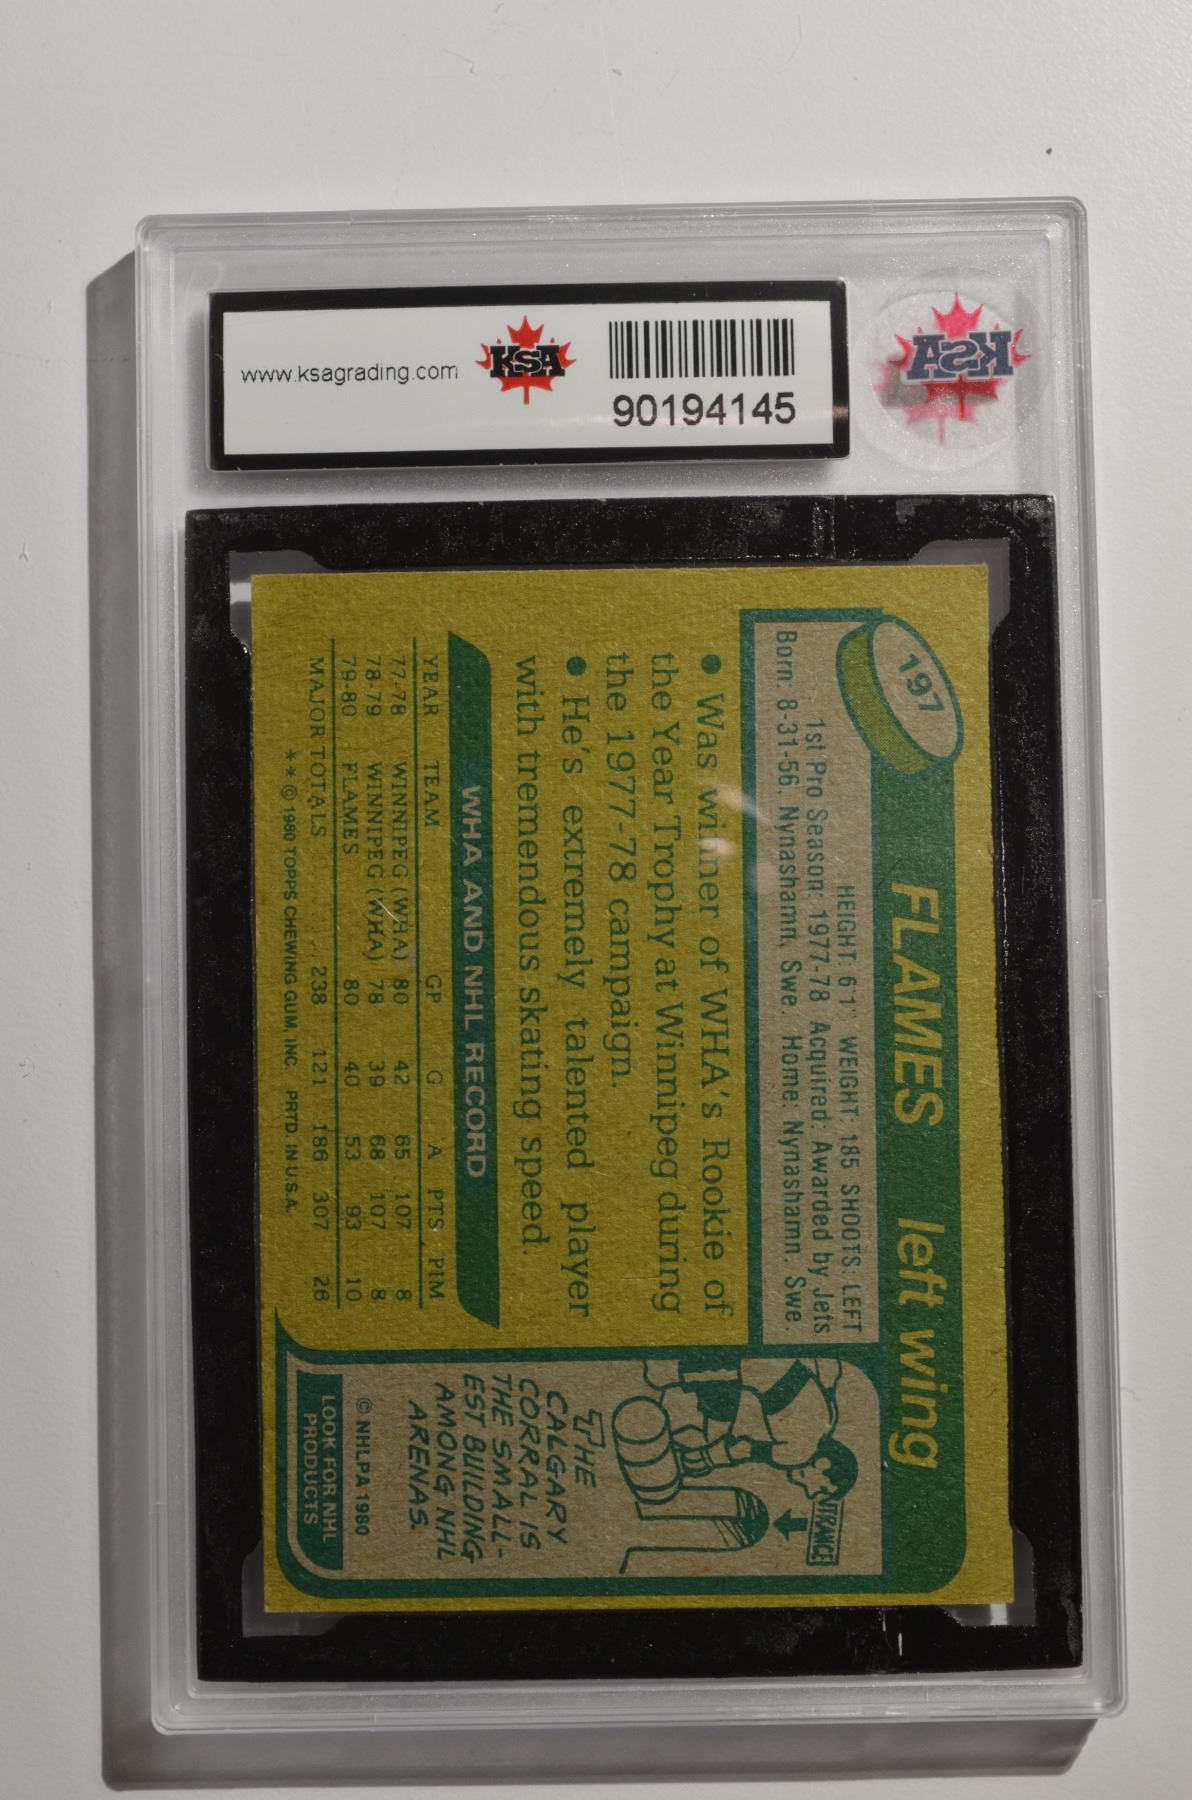 www.ksagrading.com
KSA
90194145
KSA
197
FLAMES left wing
HEIGHT: 6'1" WEIGHT: 185 SHOOTS: LEFT
1st Pro Season: 1977-78 Acquired: Awarded by Jets
Born: 8-31-56, Nynashamn, Swe. Home: Nynashamn, Swe.
• Was winner of WHA's Rookie of
the Year Trophy at Winnipeg during
the 1977-78 campaign.
• He's extremely talented player
with tremendous skating speed.
WHA AND NHL RECORD
YEAR TEAM GP G A PTS PIM
77-78 WINNIPEG (WHA) 80 42 65 107 8
78-79 WINNIPEG (WHA) 78 39 68 107 8
79-80 FLAMES 80 40 53 93 10
MAJOR TOTALS 238 121 186 307 26
** © 1980 TOPPS CHEWING GUM, INC. PRTD. IN U.S.A.
NTRANCE
THE
CALGARY
CORRAL IS
THE SMALL-
EST BUILDING
AMONG NHL
ARENAS.
© NHLPA 1980
LOOK FOR NHL
PRODUCTS